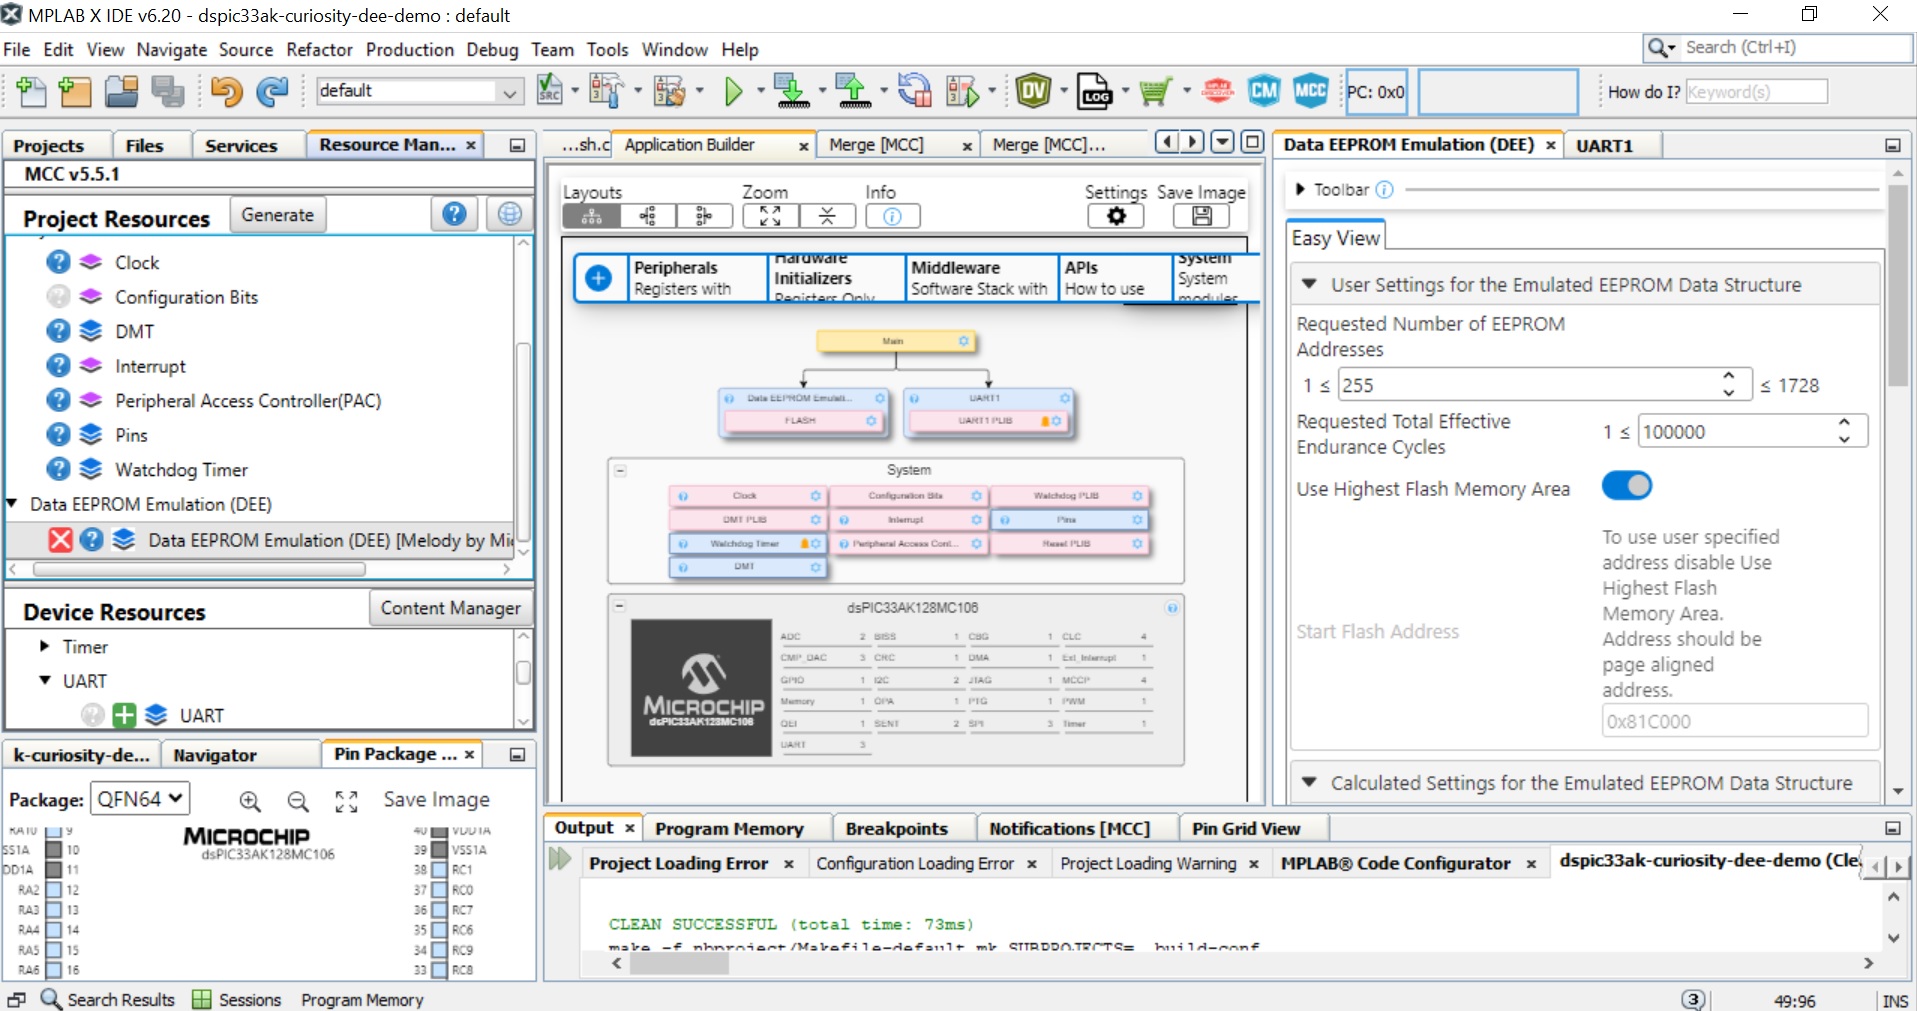 MPLAB X IDE v6.20 - dspic33ak-curiosity-dee-demo : default
File Edit View Navigate Source Refactor Production Debug Team Tools Window Help
Search (Ctrl+I)
default
SRC
DV
LOG
CM
MCC
PC: 0x0
How do I?
Keyword(s)
Projects
Files
Services
Resource Man... ×
MCC v5.5.1
Project Resources
Generate
Clock
Configuration Bits
DMT
Interrupt
Peripheral Access Controller(PAC)
Pins
Watchdog Timer
Data EEPROM Emulation (DEE)
Data EEPROM Emulation (DEE) [Melody by Mi
Device Resources
Content Manager
Timer
UART
UART
k-curiosity-de...
Navigator
Pin Package ... ×
Package: QFN64
Save Image
RA10 9
SS1A 10
DD1A 11
RA2 12
RA3 13
RA4 14
RA5 15
RA6 16
MICROCHIP
dsPIC33AK128MC106
40 VDD1A
39 VSS1A
38 RC1
37 RC0
36 RC7
35 RC6
34 RC9
33 RC8
...sh.c
Application Builder ×
Merge [MCC] ×
Merge [MCC]...
Layouts
Zoom
Info
Settings
Save Image
Peripherals
Registers with
Hardware
Initializers
Registers Only
Middleware
Software Stack with
APIs
How to use
System
System
modules
Main
Data EEPROM Emulati...
FLASH
UART1
UART1 PLIB
System
Clock
Configuration Bits
Watchdog PLIB
DMT PLIB
Interrupt
Pins
Watchdog Timer
Peripheral Access Cont...
Reset PLIB
DMT
dsPIC33AK128MC106
MICROCHIP
dsPIC33AK128MC106
ADC 2 BISS 1 CBG 1 CLC 4
CMP_DAC 3 CRC 1 DMA 1 Ext_Interrupt 1
GPIO 1 I2C 2 JTAG 1 MCCP 4
Memory 1 OPA 1 PTG 1 PWM 1
QEI 1 SENT 2 SPI 3 Timer 1
UART 3
Data EEPROM Emulation (DEE) ×
UART1
Toolbar
Easy View
User Settings for the Emulated EEPROM Data Structure
Requested Number of EEPROM
Addresses
1 ≤ 255 ≤ 1728
Requested Total Effective
Endurance Cycles
1 ≤ 100000
Use Highest Flash Memory Area
To use user specified
address disable Use
Highest Flash
Memory Area.
Address should be
page aligned
address.
Start Flash Address
0x81C000
Calculated Settings for the Emulated EEPROM Data Structure
Output ×
Program Memory
Breakpoints
Notifications [MCC]
Pin Grid View
Project Loading Error ×
Configuration Loading Error ×
Project Loading Warning ×
MPLAB® Code Configurator ×
dspic33ak-curiosity-dee-demo (Cle
CLEAN SUCCESSFUL (total time: 73ms)
make -f nbproject/Makefile-default.mk SUBPROJECTS= .build-conf
Search Results
Sessions
Program Memory
3
49:96
INS